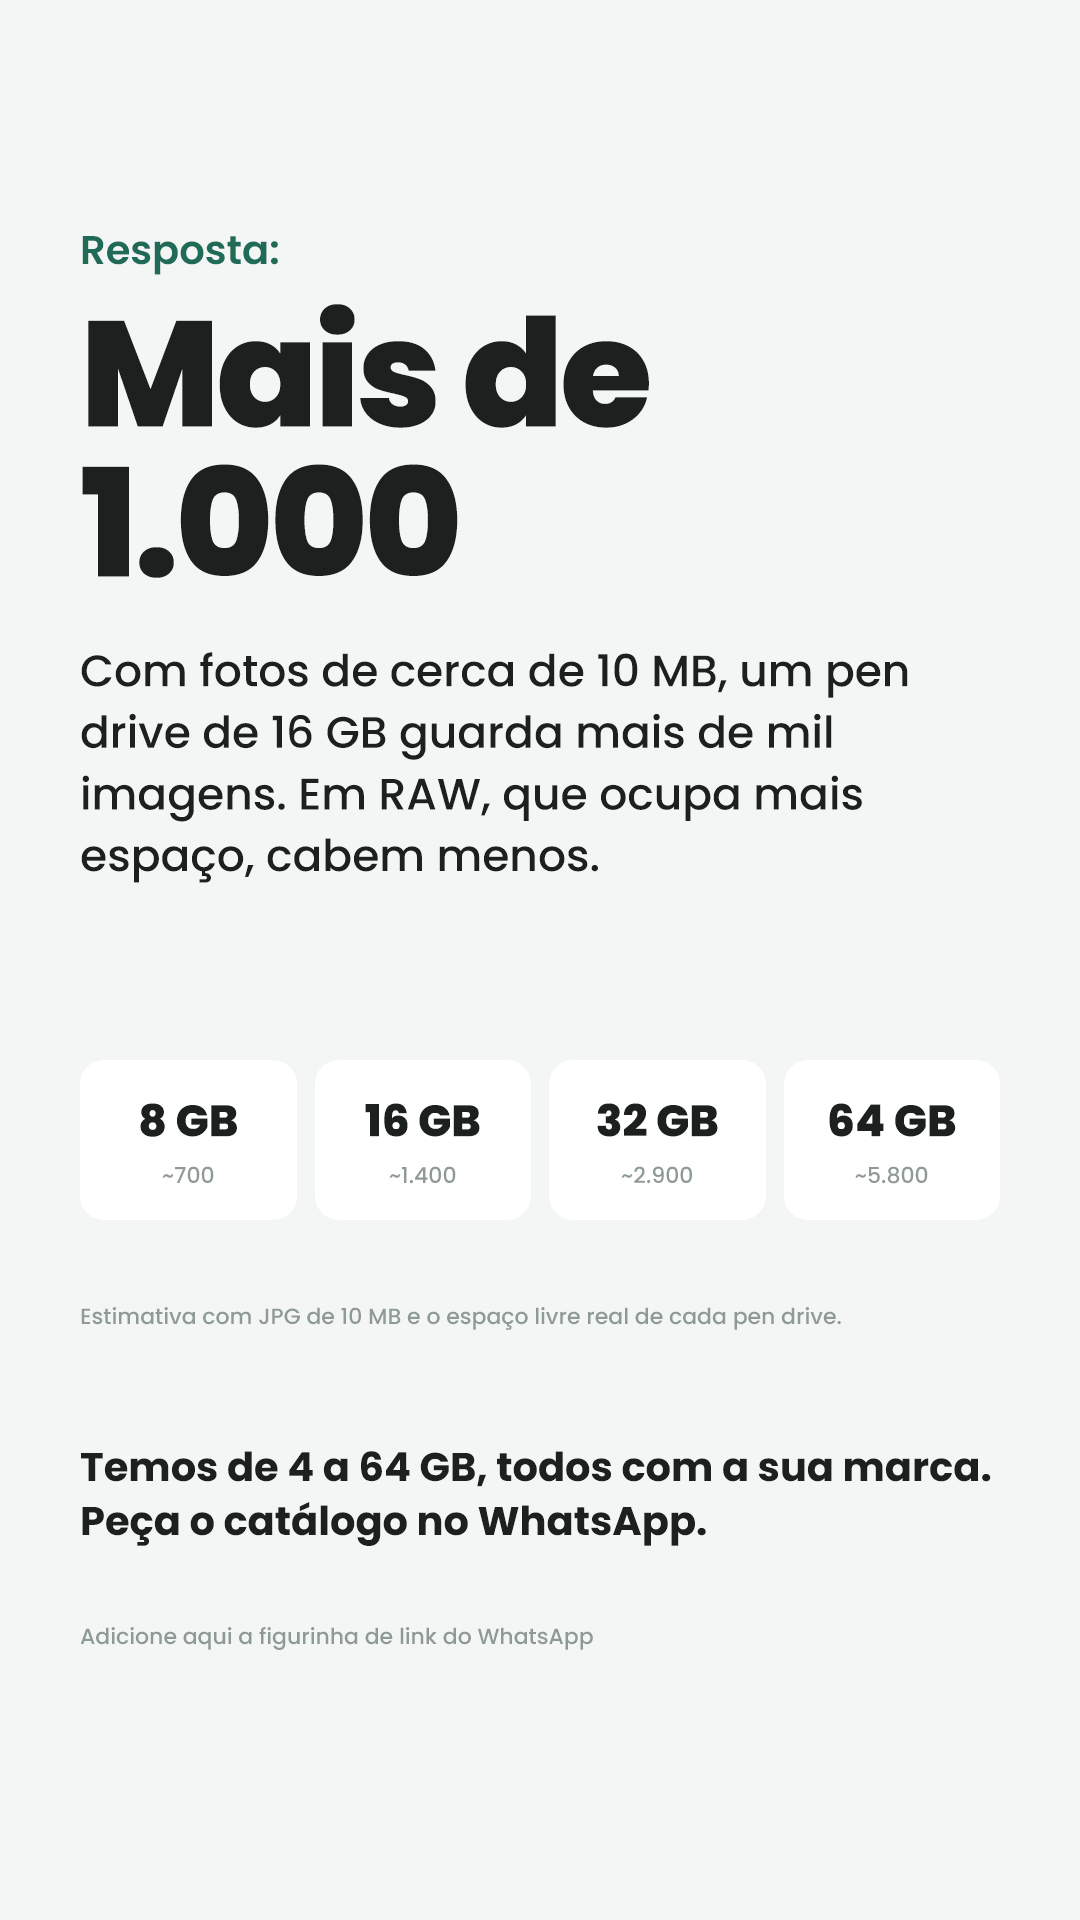 Resposta:
Mais de
1.000
Com fotos de cerca de 10 MB, um pen
drive de 16 GB guarda mais de mil
imagens. Em RAW, que ocupa mais
espaço, cabem menos.
8 GB
~700
16 GB
~1.400
32 GB
~2.900
64 GB
~5.800
Estimativa com JPG de 10 MB e o espaço livre real de cada pen drive.
Temos de 4 a 64 GB, todos com a sua marca.
Peça o catálogo no WhatsApp.
Adicione aqui a figurinha de link do WhatsApp